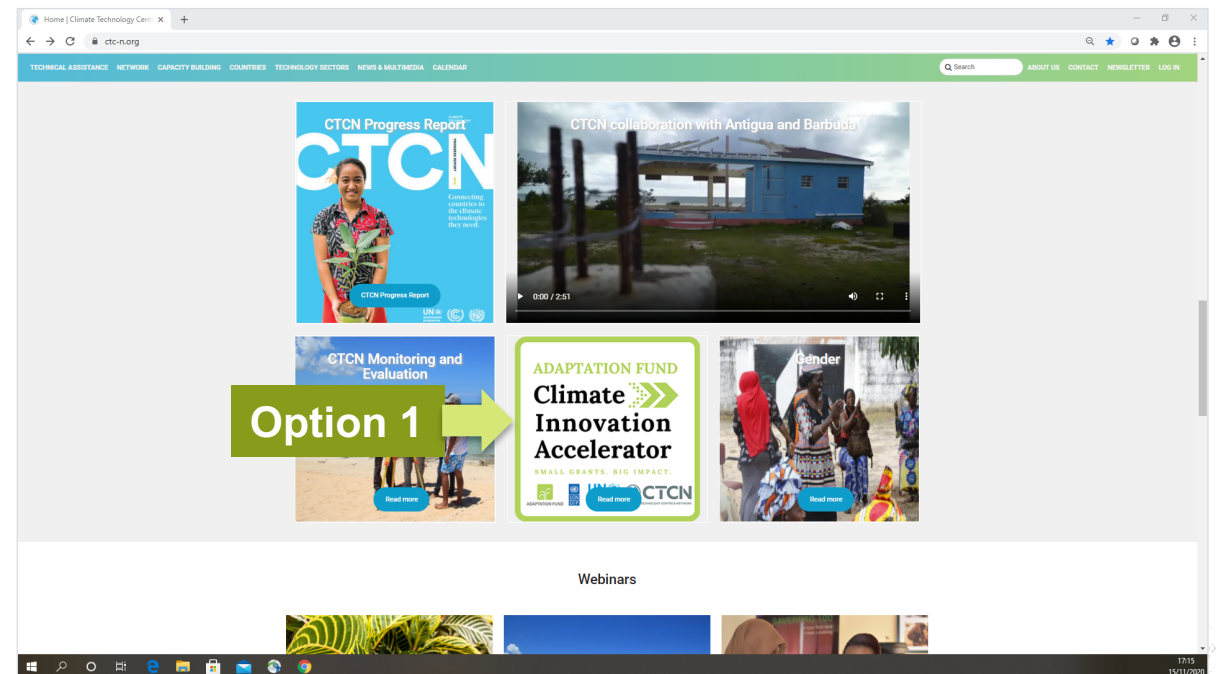 Home | Climate Technology Cent
ctc-n.org
TECHNICAL ASSISTANCE NETWORK CAPACITY BUILDING COUNTRIES TECHNOLOGY SECTORS NEWS & MULTIMEDIA CALENDAR
Search
ABOUT US CONTACT NEWSLETTER LOG IN
CTCN Progress Report
CTCN
PROGRESS REPORT
Connecting
countries to
the climate
technologies
they need.
CTCN Progress Report
UN
CTCN collaboration with Antigua and Barbuda
0:00 / 2:51
CTCN Monitoring and
Evaluation
Read more
Option 1
ADAPTATION FUND
Climate
Innovation
Accelerator
SMALL GRANTS. BIG IMPACT.
ADAPTATION FUND
CTCN
Read more
Gender
Read more
Webinars
17:15
15/11/2020